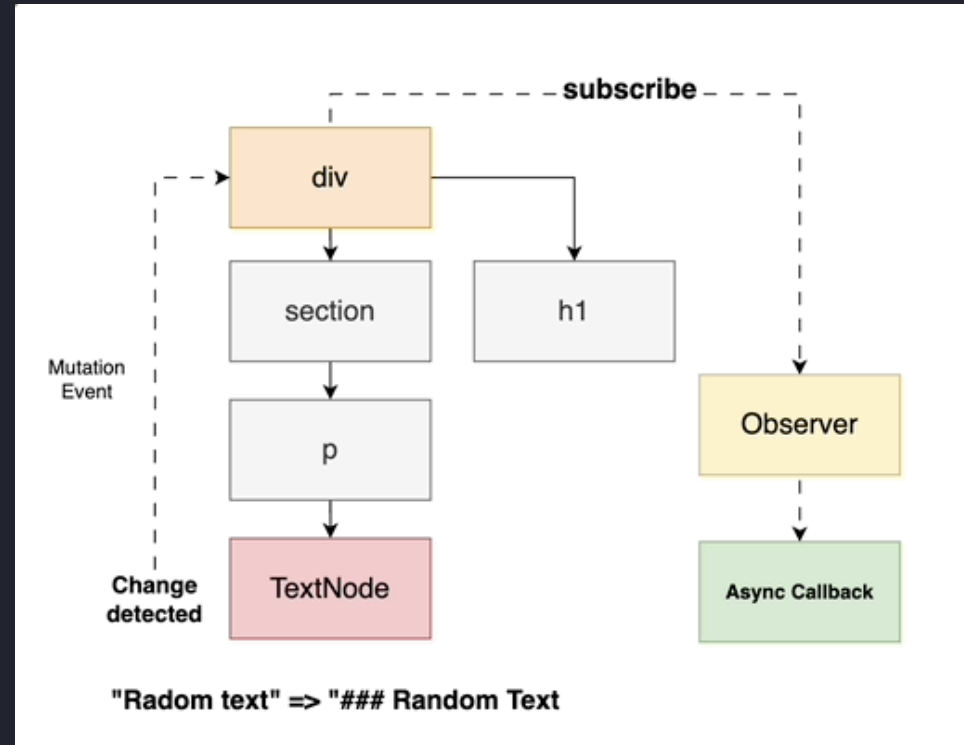 subscribe
div
section
h1
Mutation
Event
Observer
p
Change
detected
TextNode
Async Callback
"Radom text" => "### Random Text